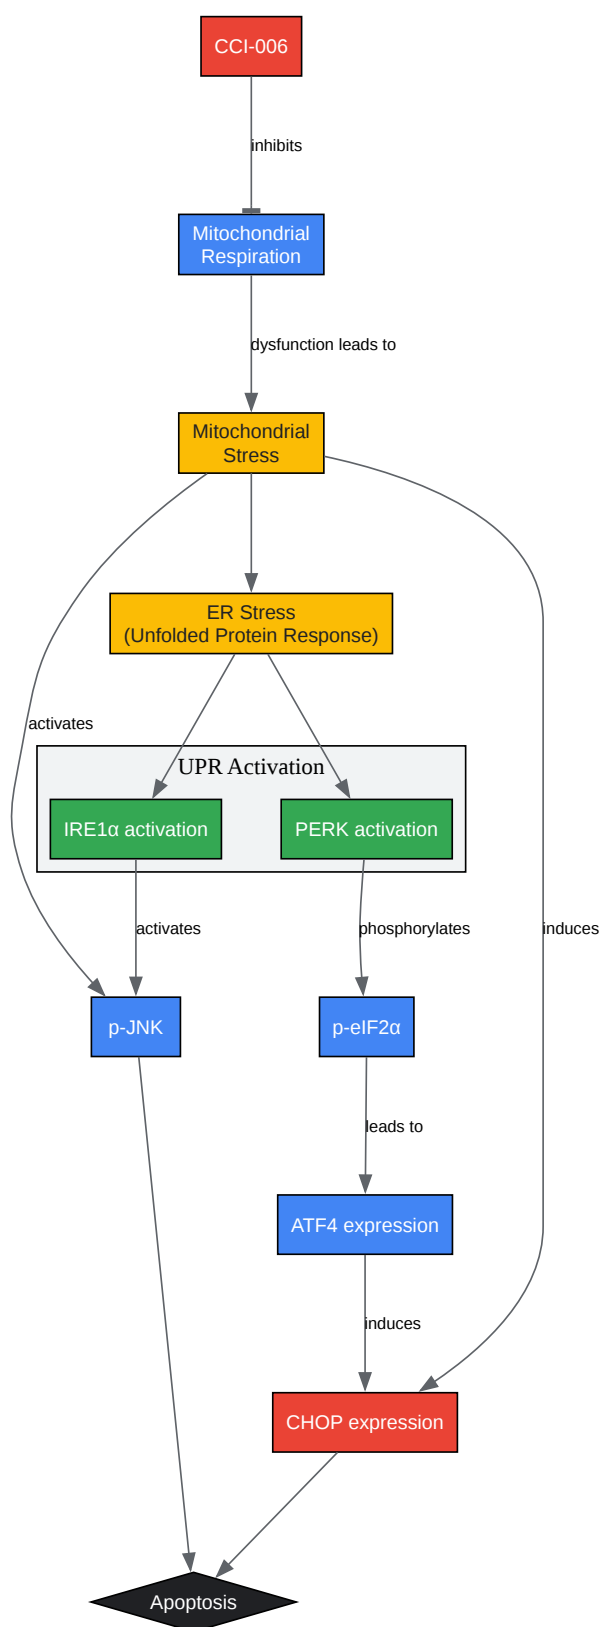 CCI-006
inhibits
Mitochondrial
Respiration
dysfunction leads to
Mitochondrial
Stress
ER Stress
(Unfolded Protein Response)
activates
UPR Activation
IRE1α activation
PERK activation
activates
phosphorylates
induces
p-JNK
p-eIF2α
leads to
ATF4 expression
induces
CHOP expression
Apoptosis